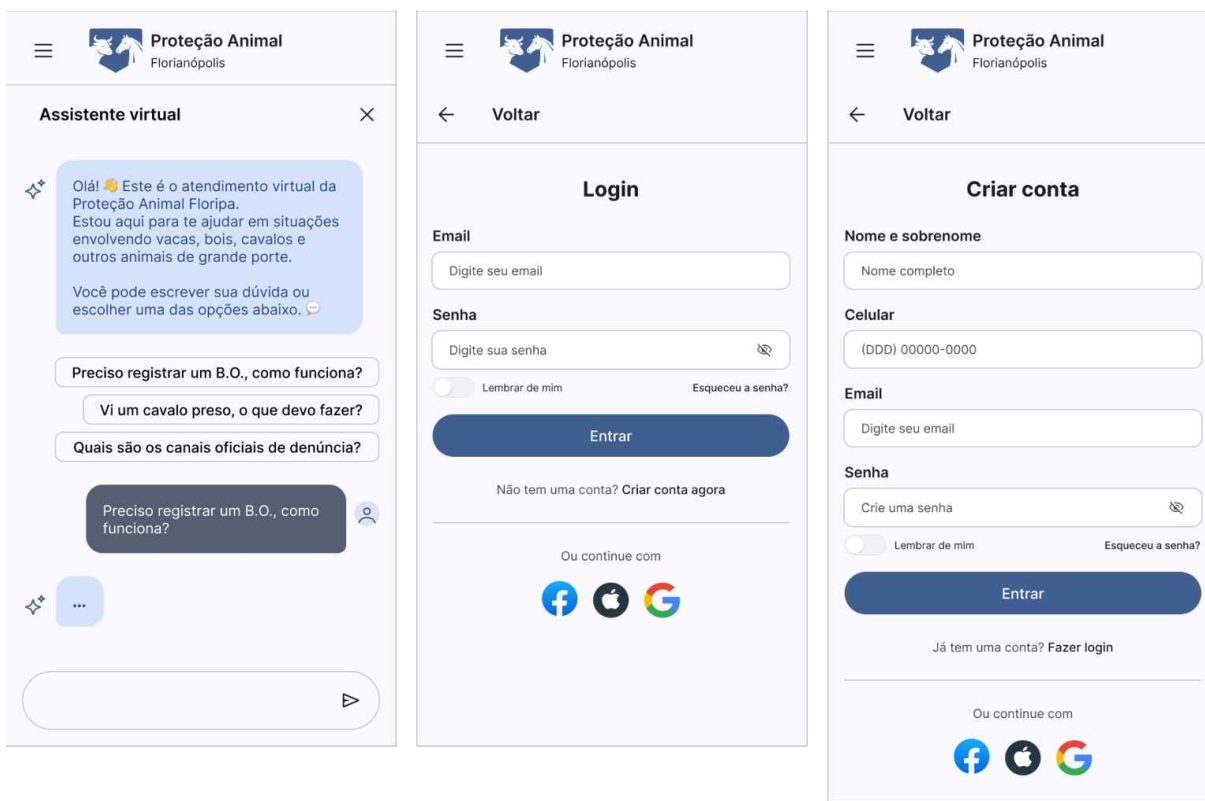 Proteção Animal
Florianópolis
Assistente virtual
Olá! 👋 Este é o atendimento virtual da
Proteção Animal Floripa.
Estou aqui para te ajudar em situações
envolvendo vacas, bois, cavalos e
outros animais de grande porte.
Você pode escrever sua dúvida ou
escolher uma das opções abaixo. 💬
Preciso registrar um B.O., como funciona?
Vi um cavalo preso, o que devo fazer?
Quais são os canais oficiais de denúncia?
Preciso registrar um B.O., como
funciona?
...
Proteção Animal
Florianópolis
Voltar
Login
Email
Digite seu email
Senha
Digite sua senha
Lembrar de mim
Esqueceu a senha?
Entrar
Não tem uma conta? Criar conta agora
Ou continue com
Proteção Animal
Florianópolis
Voltar
Criar conta
Nome e sobrenome
Nome completo
Celular
(DDD) 00000-0000
Email
Digite seu email
Senha
Crie uma senha
Lembrar de mim
Esqueceu a senha?
Entrar
Já tem uma conta? Fazer login
Ou continue com